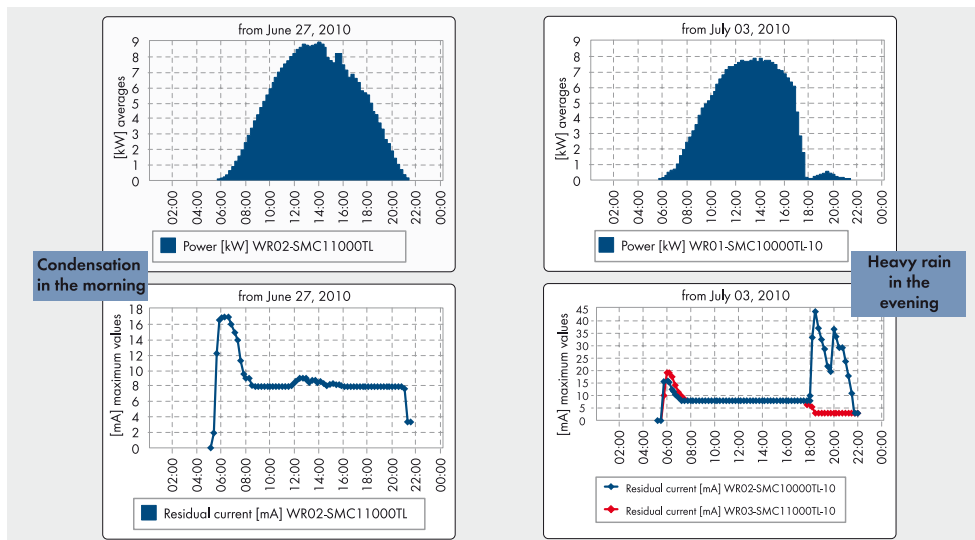 from June 27, 2010
[kW] averages
9
8
7
6
5
4
3
2
1
0
02:00 04:00 06:00 08:00 10:00 12:00 14:00 16:00 18:00 20:00 22:00 00:00
Power [kW] WR02-SMC11000TL
from July 03, 2010
[kW] averages
9
8
7
6
5
4
3
2
1
0
02:00 04:00 06:00 08:00 10:00 12:00 14:00 16:00 18:00 20:00 22:00 00:00
Power [kW] WR01-SMC10000TL-10
Condensation
in the morning
Heavy rain
in the
evening
from June 27, 2010
[mA] maximum values
18
16
14
12
10
8
6
4
2
0
02:00 04:00 06:00 08:00 10:00 12:00 14:00 16:00 18:00 20:00 22:00 00:00
Residual current [mA] WR02-SMC11000TL
from July 03, 2010
[mA] maximum values
45
40
35
30
25
20
15
10
5
0
02:00 04:00 06:00 08:00 10:00 12:00 14:00 16:00 18:00 20:00 22:00 00:00
Residual current [mA] WR02-SMC10000TL-10
Residual current [mA] WR03-SMC11000TL-10